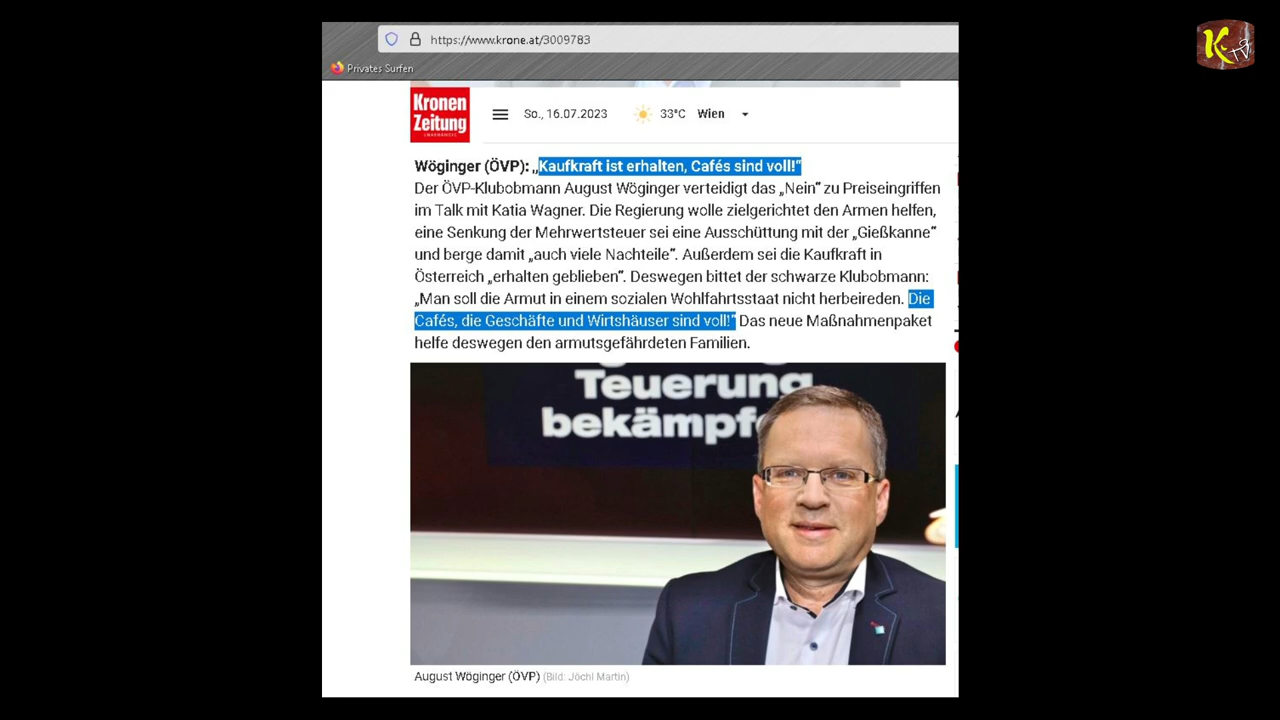 K
TV
https://www.krone.at/3009783
Privates Surfen
Kronen
Zeitung
So., 16.07.2023
33°C
Wien
Wöginger (ÖVP): „Kaufkraft ist erhalten, Cafés sind voll!“
Der ÖVP-Klubobmann August Wöginger verteidigt das „Nein“ zu Preiseingriffen
im Talk mit Katia Wagner. Die Regierung wolle zielgerichtet den Armen helfen,
eine Senkung der Mehrwertsteuer sei eine Ausschüttung mit der „Gießkanne“
und berge damit „auch viele Nachteile“. Außerdem sei die Kaufkraft in
Österreich „erhalten geblieben“. Deswegen bittet der schwarze Klubobmann:
„Man soll die Armut in einem sozialen Wohlfahrtsstaat nicht herbeireden. Die
Cafés, die Geschäfte und Wirtshäuser sind voll!“ Das neue Maßnahmenpaket
helfe deswegen den armutsgefährdeten Familien.
Teuerung
bekämpfe
August Wöginger (ÖVP) (Bild: Jöchl Martin)